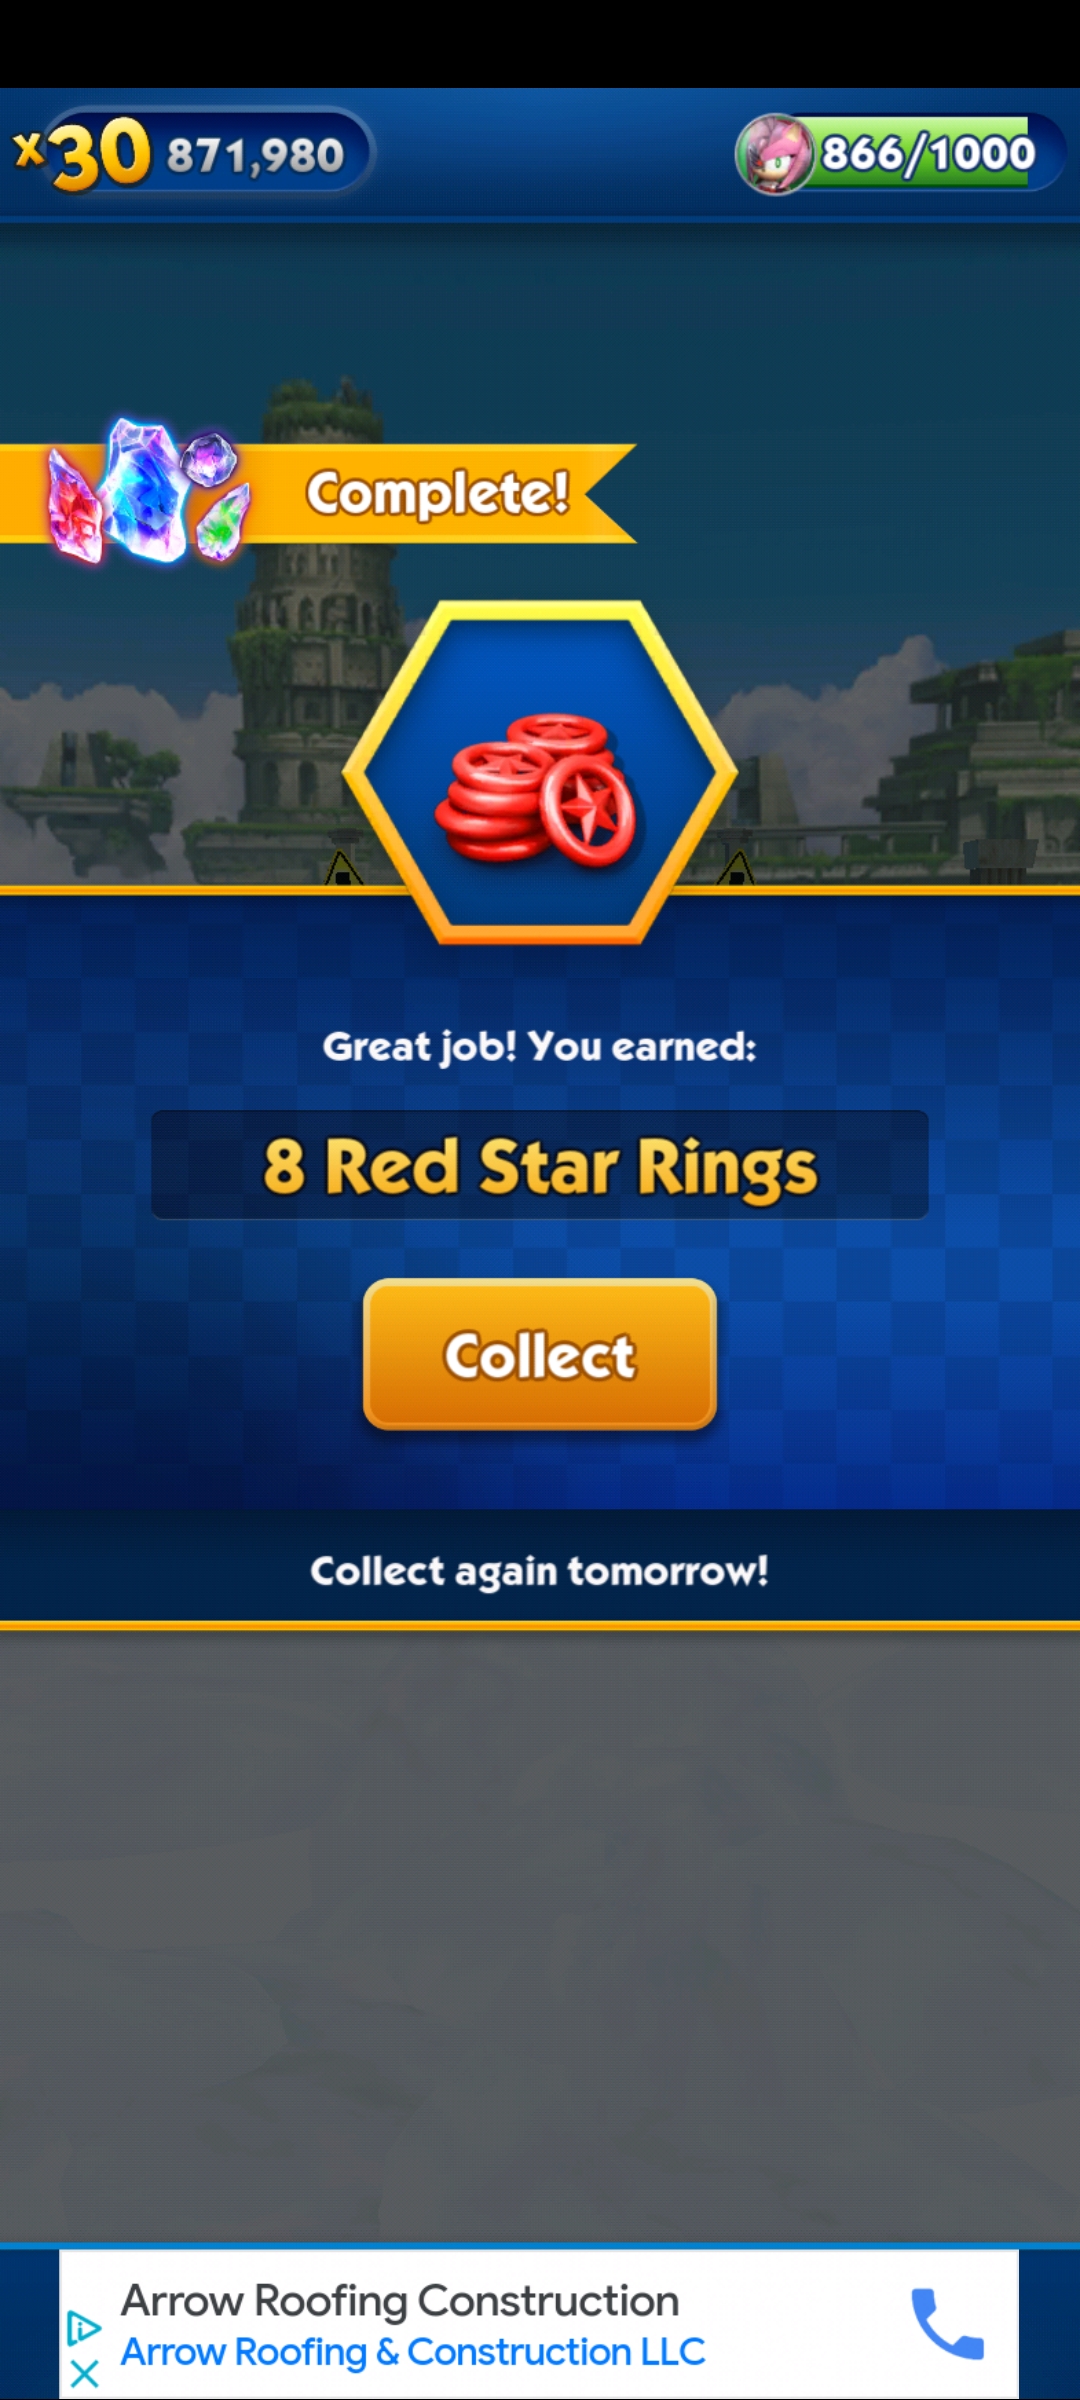 x30 871,980
866/1000
Complete!
Great job! You earned:
8 Red Star Rings
Collect
Collect again tomorrow!
Arrow Roofing Construction
Arrow Roofing & Construction LLC